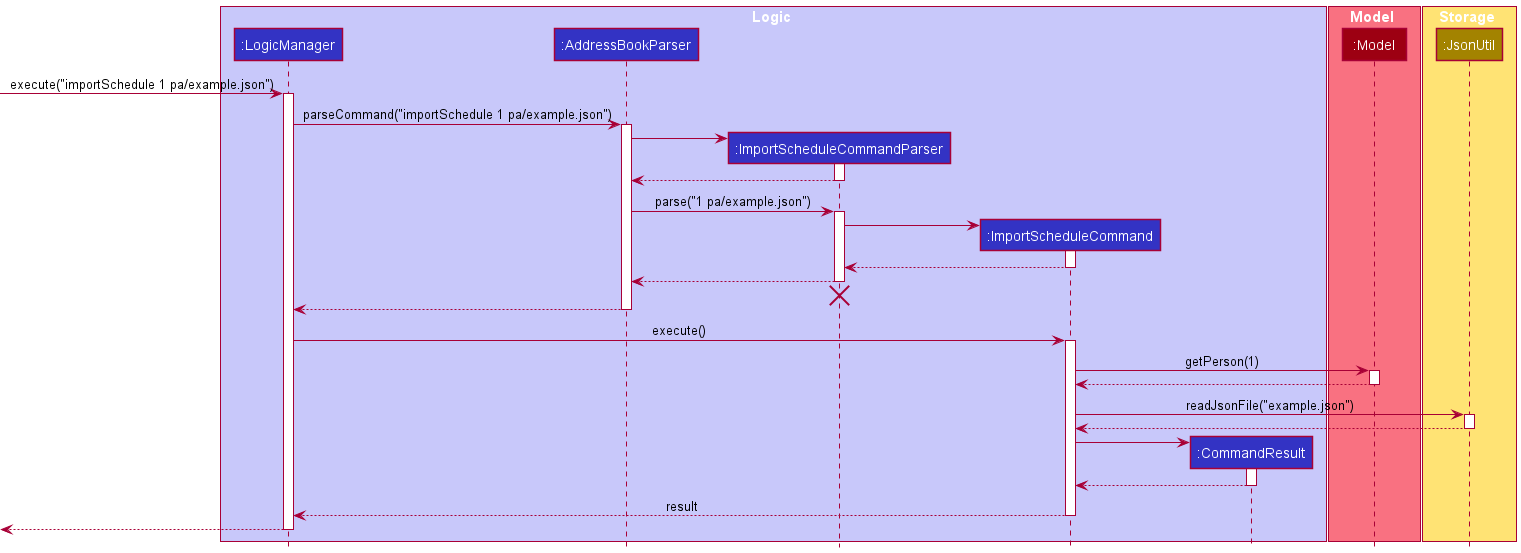 Logic
Model
Storage
:LogicManager
:AddressBookParser
:Model
:JsonUtil
execute("importSchedule 1 pa/example.json")
parseCommand("importSchedule 1 pa/example.json")
:ImportScheduleCommandParser
parse("1 pa/example.json")
:ImportScheduleCommand
execute()
getPerson(1)
readJsonFile("example.json")
:CommandResult
result